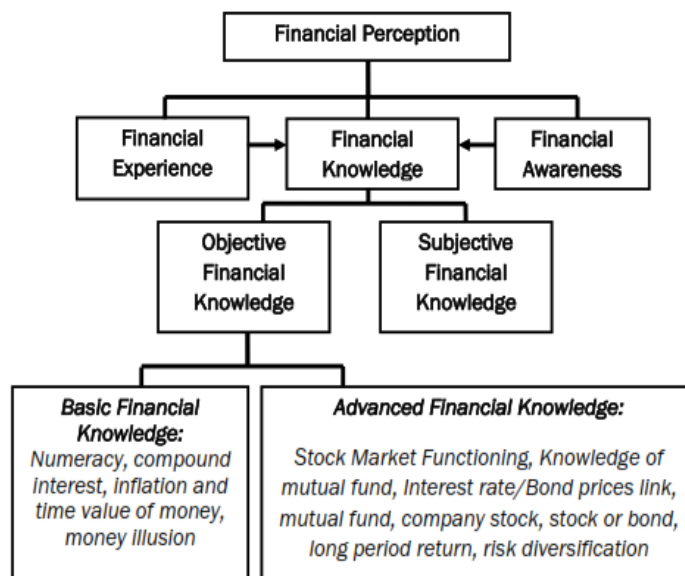 Financial Perception
Financial
Experience
Financial
Knowledge
Financial
Awareness
Objective
Financial
Knowledge
Subjective
Financial
Knowledge
Basic Financial
Knowledge:
Numeracy, compound
interest, inflation and
time value of money,
money illusion
Advanced Financial Knowledge:
Stock Market Functioning, Knowledge of
mutual fund, Interest rate/Bond prices link,
mutual fund, company stock, stock or bond,
long period return, risk diversification